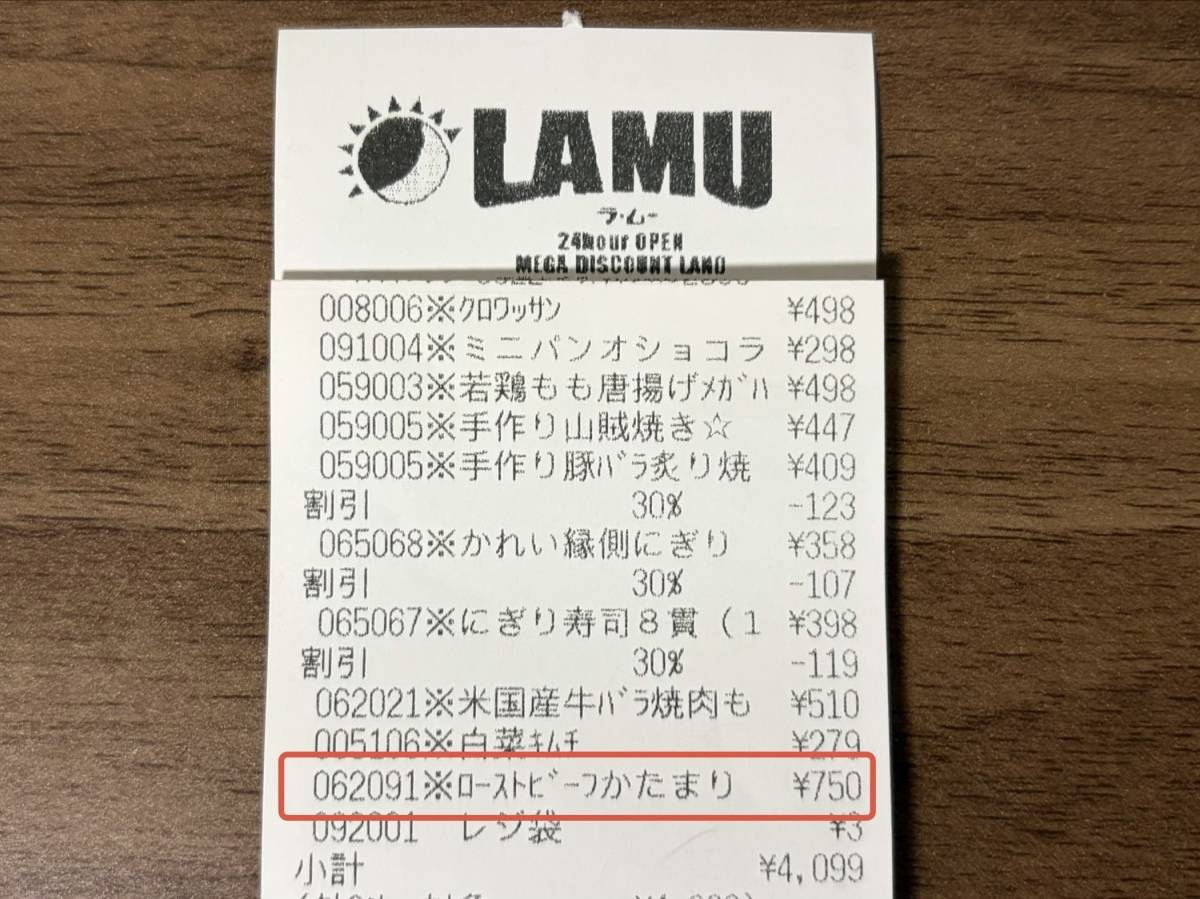 LAMU
ラ・ムー
24hour OPEN
MEGA DISCOUNT LAND
008006※ｸﾛﾜｯｻﾝ ¥498
091004※ミニパンオショコラ ¥298
059003※若鶏もも唐揚げﾒｶﾞﾊ ¥498
059005※手作り山賊焼き☆ ¥447
059005※手作り豚ﾊﾞﾗ炙り焼 ¥409
割引 30% -123
065068※かれい縁側にぎり ¥358
割引 30% -107
065067※にぎり寿司８貫（１ ¥398
割引 30% -119
062021※米国産牛ﾊﾞﾗ焼肉も ¥510
005106※白菜ｷﾑﾁ ¥279
062091※ﾛｰｽﾄﾋﾞｰﾌかたまり ¥750
092001 レジ袋 ¥3
小計 ¥4,099